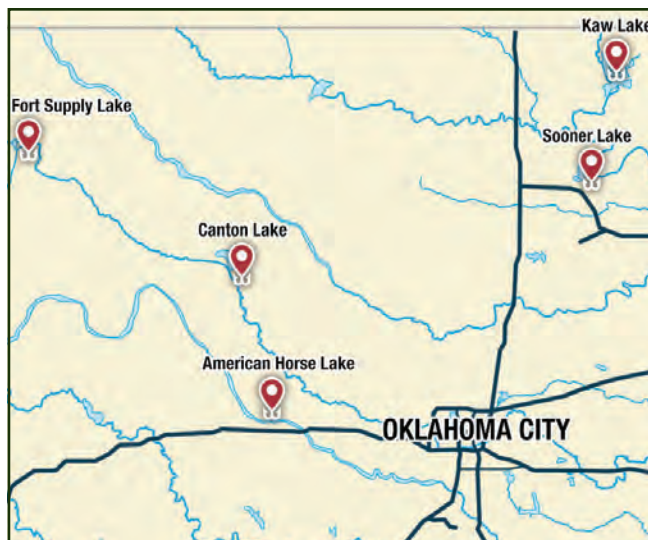 Kaw Lake
Fort Supply Lake
Sooner Lake
Canton Lake
American Horse Lake
OKLAHOMA CITY